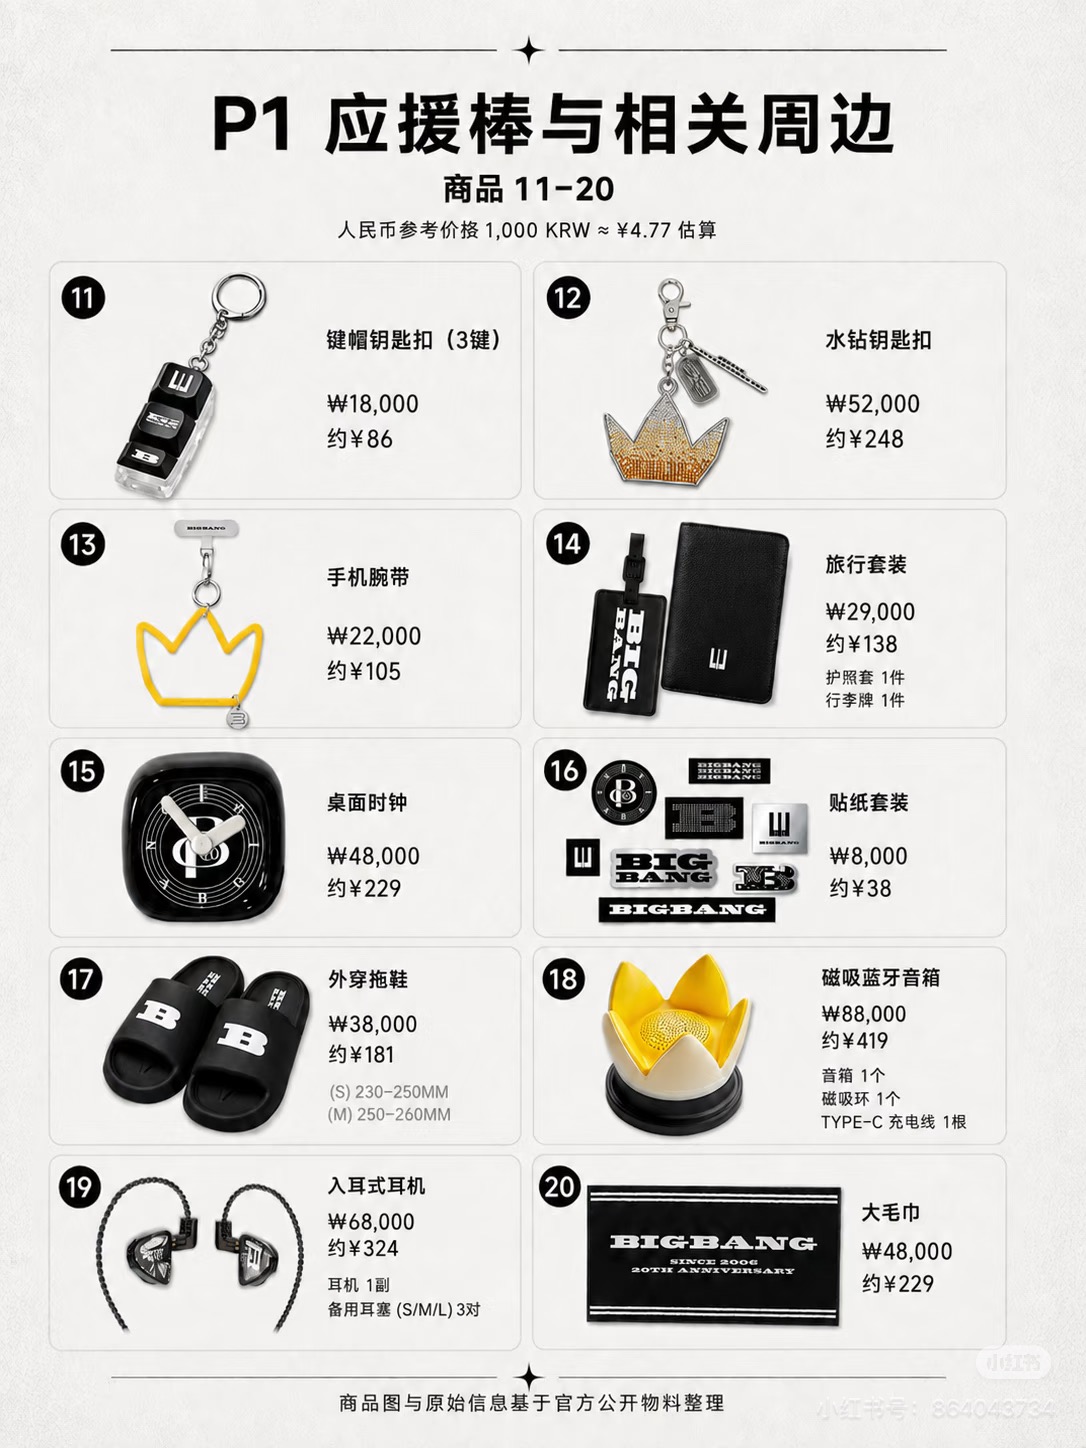 P1 应援棒与相关周边
商品 11-20
人民币参考价格 1,000 KRW ≈ ¥4.77 估算
11
键帽钥匙扣（3键）
₩18,000
约¥86
B
12
水钻钥匙扣
₩52,000
约¥248
13
BIGBANG
手机腕带
₩22,000
约¥105
14
BIG
BANG
旅行套装
₩29,000
约¥138
护照套 1件
行李牌 1件
15
桌面时钟
₩48,000
约¥229
16
BIGBANG
BIGBANG
BIGBANG
B
B
BIGBANG
BIG
BANG
B
BIGBANG
贴纸套装
₩8,000
约¥38
17
B
B
外穿拖鞋
₩38,000
约¥181
(S) 230-250MM
(M) 250-260MM
18
磁吸蓝牙音箱
₩88,000
约¥419
音箱 1个
磁吸环 1个
TYPE-C 充电线 1根
19
入耳式耳机
₩68,000
约¥324
耳机 1副
备用耳塞 (S/M/L) 3对
20
BIGBANG
SINCE 2006
20TH ANNIVERSARY
大毛巾
₩48,000
约¥229
商品图与原始信息基于官方公开物料整理
小红书
小红书号：864043734